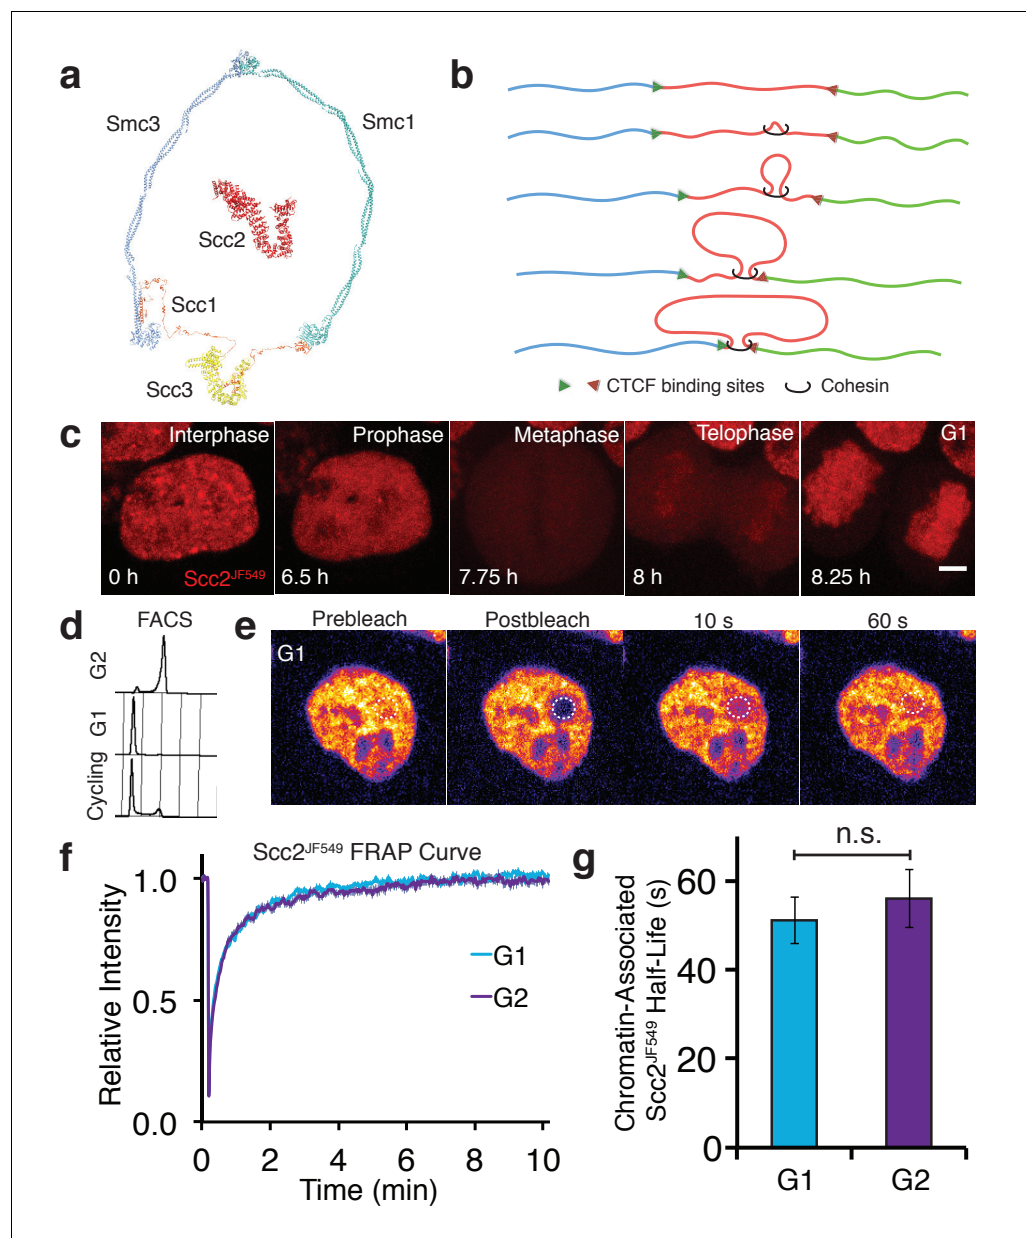 a
Smc3
Smc1
Scc2
Scc1
Scc3
b
CTCF binding sites
Cohesin
c
Interphase
Prophase
Metaphase
Telophase
G1
0 h
Scc2JF549
6.5 h
7.75 h
8 h
8.25 h
d
FACS
G2
G1
Cycling
e
Prebleach
Postbleach
10 s
60 s
G1
f
Scc2JF549 FRAP Curve
1.0
0.5
0.0
Relative Intensity
G1
G2
0 2 4 6 8 10
Time (min)
g
n.s.
Chromatin-Associated
Scc2JF549 Half-Life (s)
60
40
20
0
G1
G2